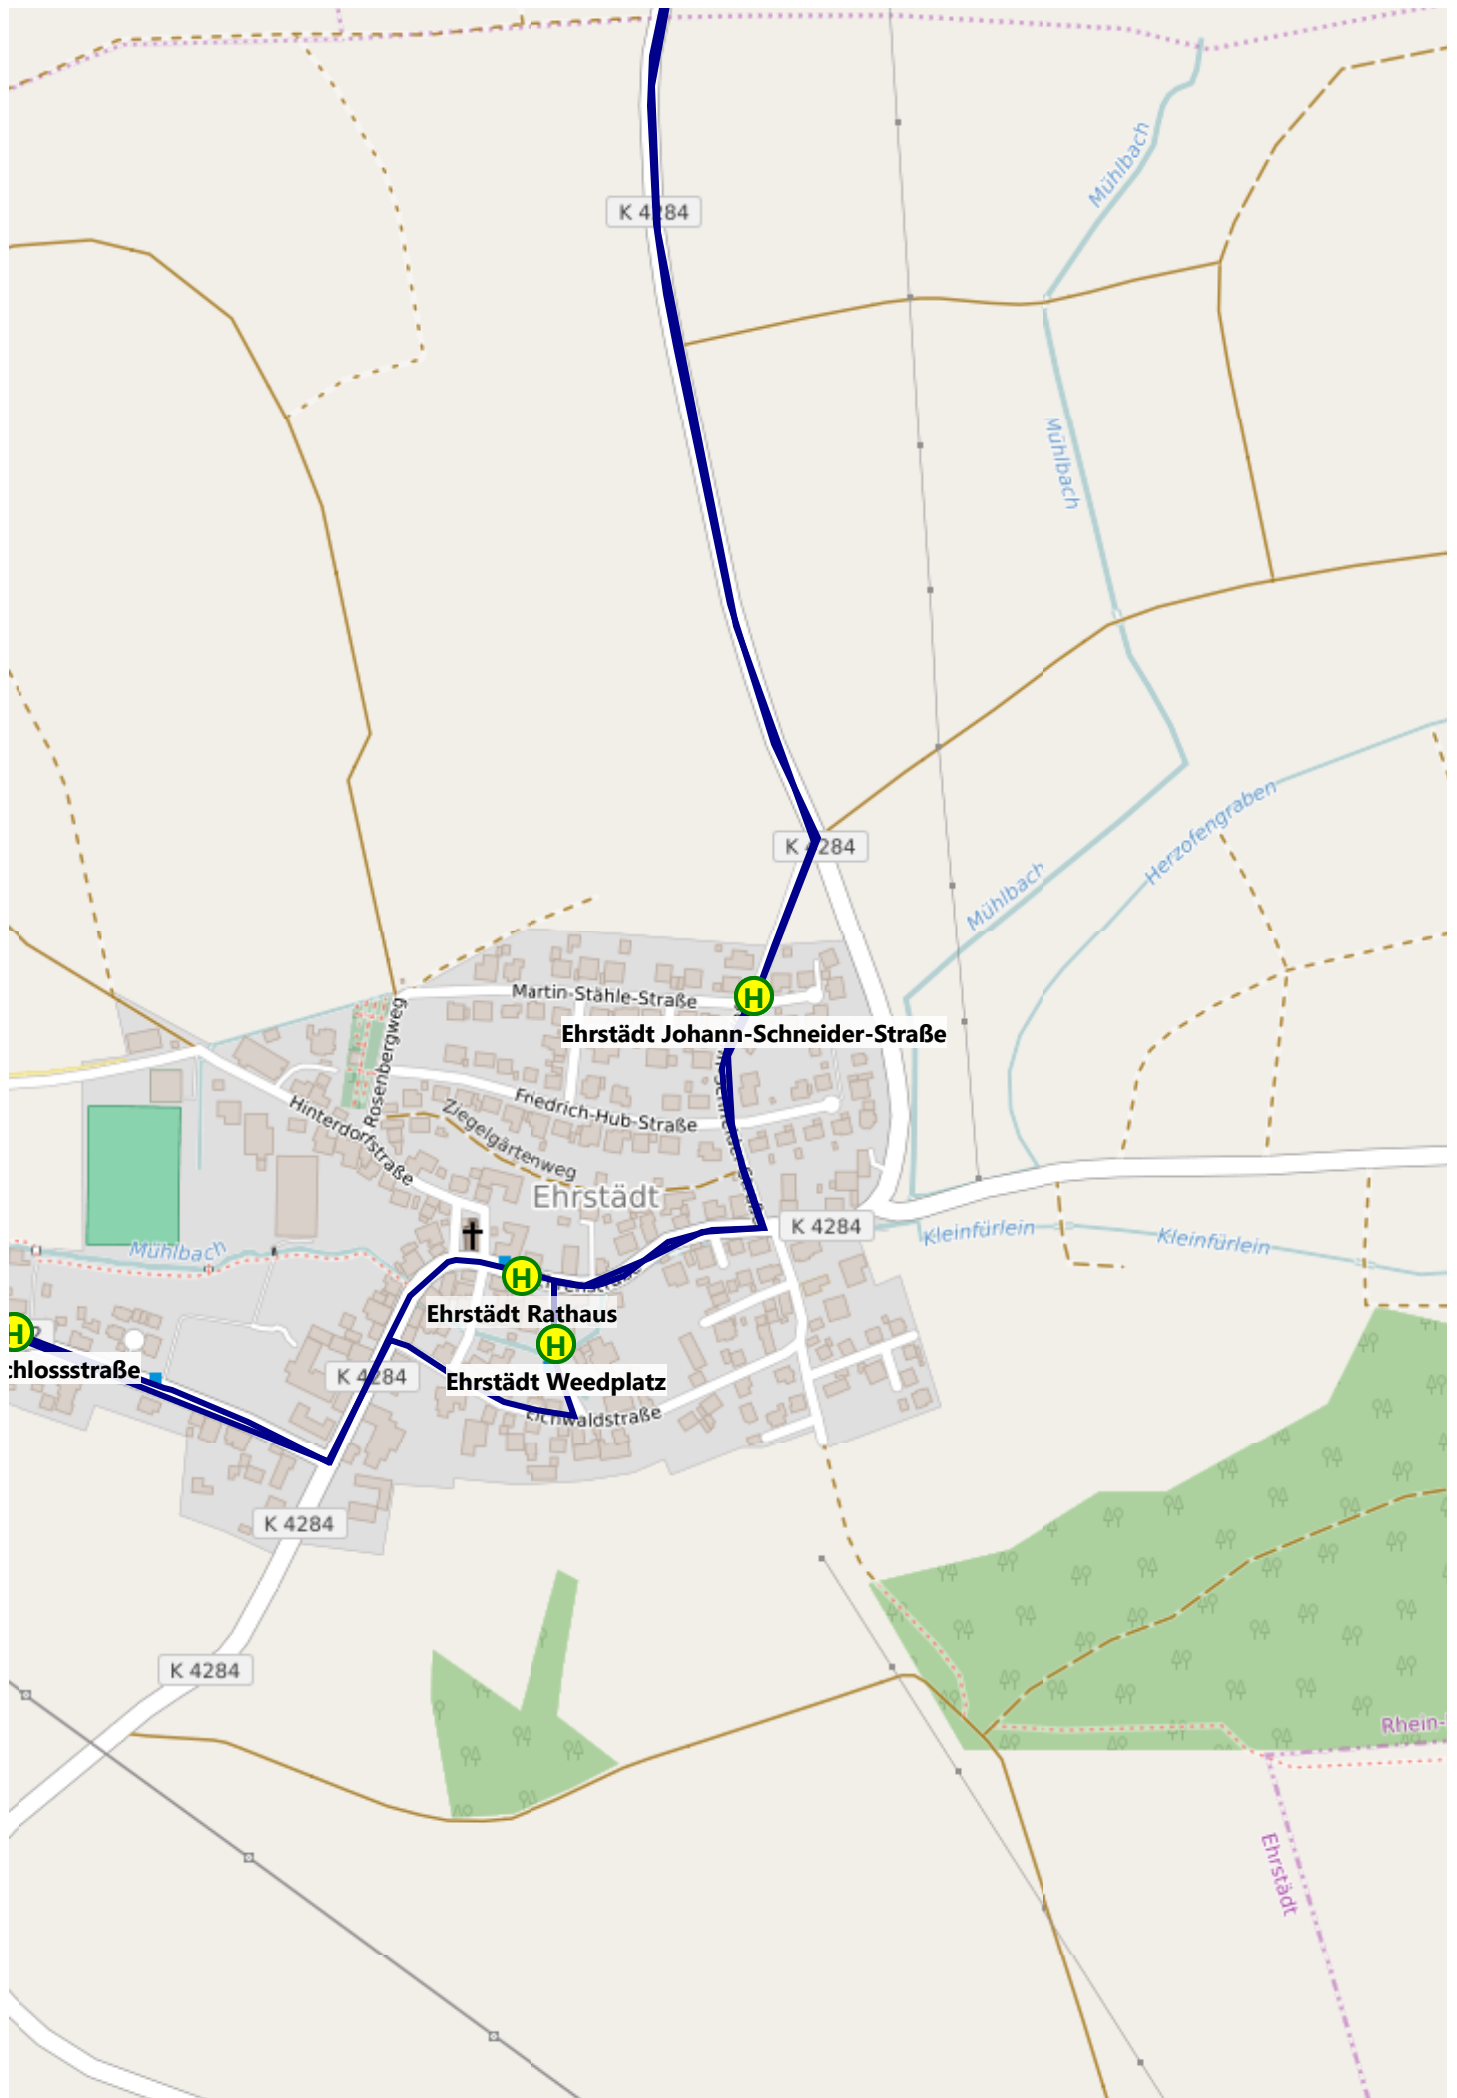 Mühlbach
K 4284
Mühlbach
Herzofengraben
K 4284
Mühlbach
Martin-Stähle-Straße
H
Ehrstädt Johann-Schneider-Straße
Rosenbergweg
Friedrich-Hub-Straße
Hinterdorfstraße
Ziegelgärtenweg
Ehrstädt
K 4284
Kleinfürlein
Kleinfürlein
Mühlbach
H
Ehrstädt Rathaus
H
H
chlossstraße
K 4284
Ehrstädt Weedplatz
K 4284
K 4284
Rhein-
Ehrstädt